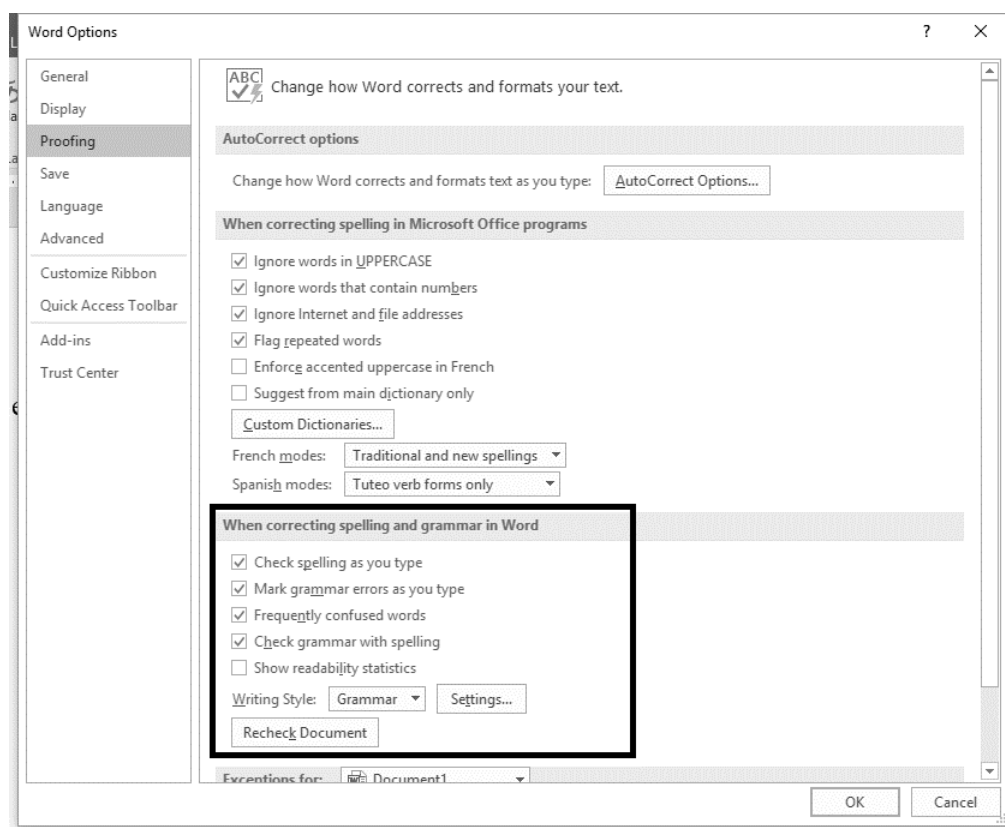 Word Options
?
General
Display
Proofing
Save
Language
Advanced
Customize Ribbon
Quick Access Toolbar
Add-ins
Trust Center
ABC
Change how Word corrects and formats your text.
AutoCorrect options
Change how Word corrects and formats text as you type: AutoCorrect Options...
When correcting spelling in Microsoft Office programs
Ignore words in UPPERCASE
Ignore words that contain numbers
Ignore Internet and file addresses
Flag repeated words
Enforce accented uppercase in French
Suggest from main dictionary only
Custom Dictionaries...
French modes: Traditional and new spellings
Spanish modes: Tuteo verb forms only
When correcting spelling and grammar in Word
Check spelling as you type
Mark grammar errors as you type
Frequently confused words
Check grammar with spelling
Show readability statistics
Writing Style: Grammar Settings...
Recheck Document
Exceptions for: Document1
OK Cancel